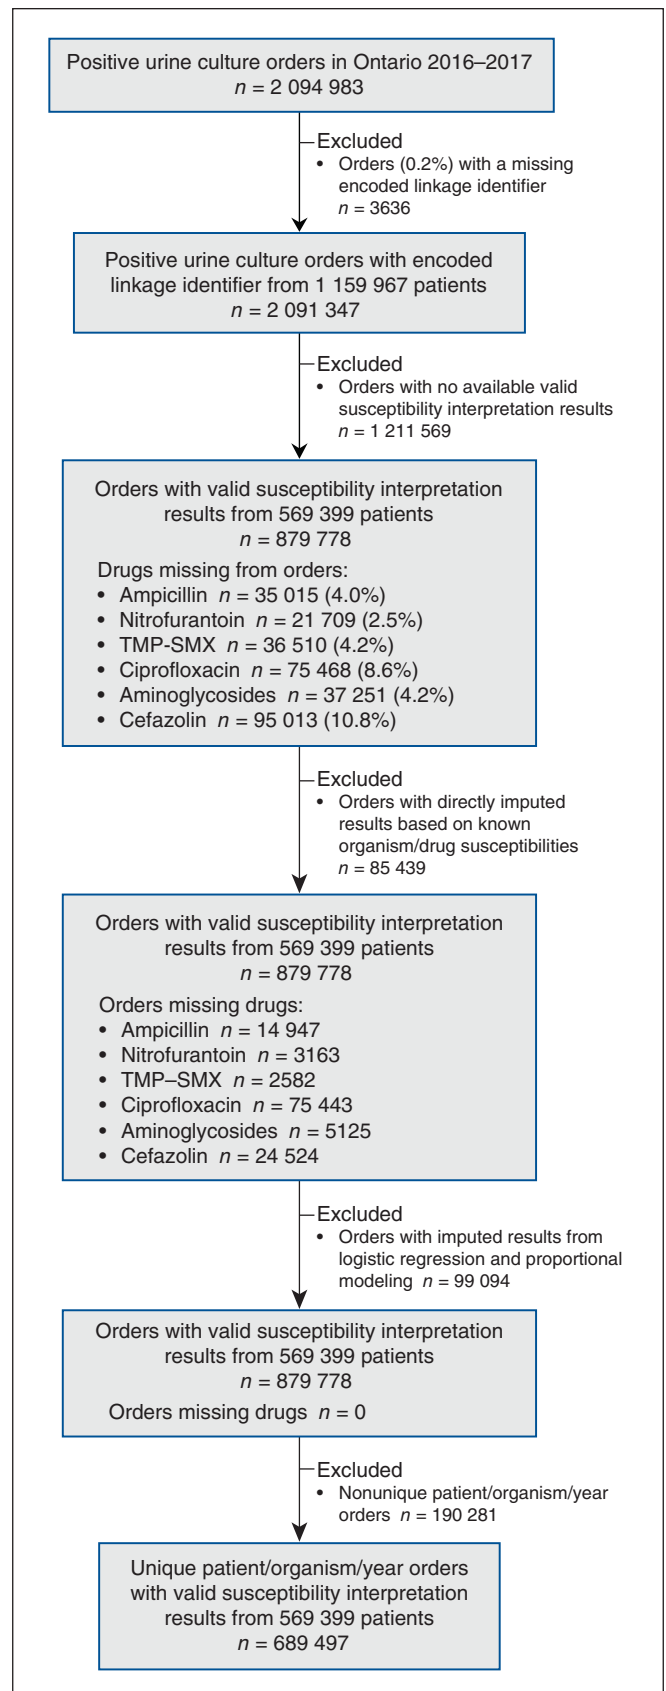 Positive urine culture orders in Ontario 2016–2017
n = 2 094 983
Excluded
• Orders (0.2%) with a missing
encoded linkage identifier
n = 3636
Positive urine culture orders with encoded
linkage identifier from 1 159 967 patients
n = 2 091 347
Excluded
• Orders with no available valid
susceptibility interpretation results
n = 1 211 569
Orders with valid susceptibility interpretation
results from 569 399 patients
n = 879 778
Drugs missing from orders:
• Ampicillin n = 35 015 (4.0%)
• Nitrofurantoin n = 21 709 (2.5%)
• TMP-SMX n = 36 510 (4.2%)
• Ciprofloxacin n = 75 468 (8.6%)
• Aminoglycosides n = 37 251 (4.2%)
• Cefazolin n = 95 013 (10.8%)
Excluded
• Orders with directly imputed
results based on known
organism/drug susceptibilities
n = 85 439
Orders with valid susceptibility interpretation
results from 569 399 patients
n = 879 778
Orders missing drugs:
• Ampicillin n = 14 947
• Nitrofurantoin n = 3163
• TMP–SMX n = 2582
• Ciprofloxacin n = 75 443
• Aminoglycosides n = 5125
• Cefazolin n = 24 524
Excluded
• Orders with imputed results from
logistic regression and proportional
modeling n = 99 094
Orders with valid susceptibility interpretation
results from 569 399 patients
n = 879 778
Orders missing drugs n = 0
Excluded
• Nonunique patient/organism/year
orders n = 190 281
Unique patient/organism/year orders
with valid susceptibility interpretation
results from 569 399 patients
n = 689 497